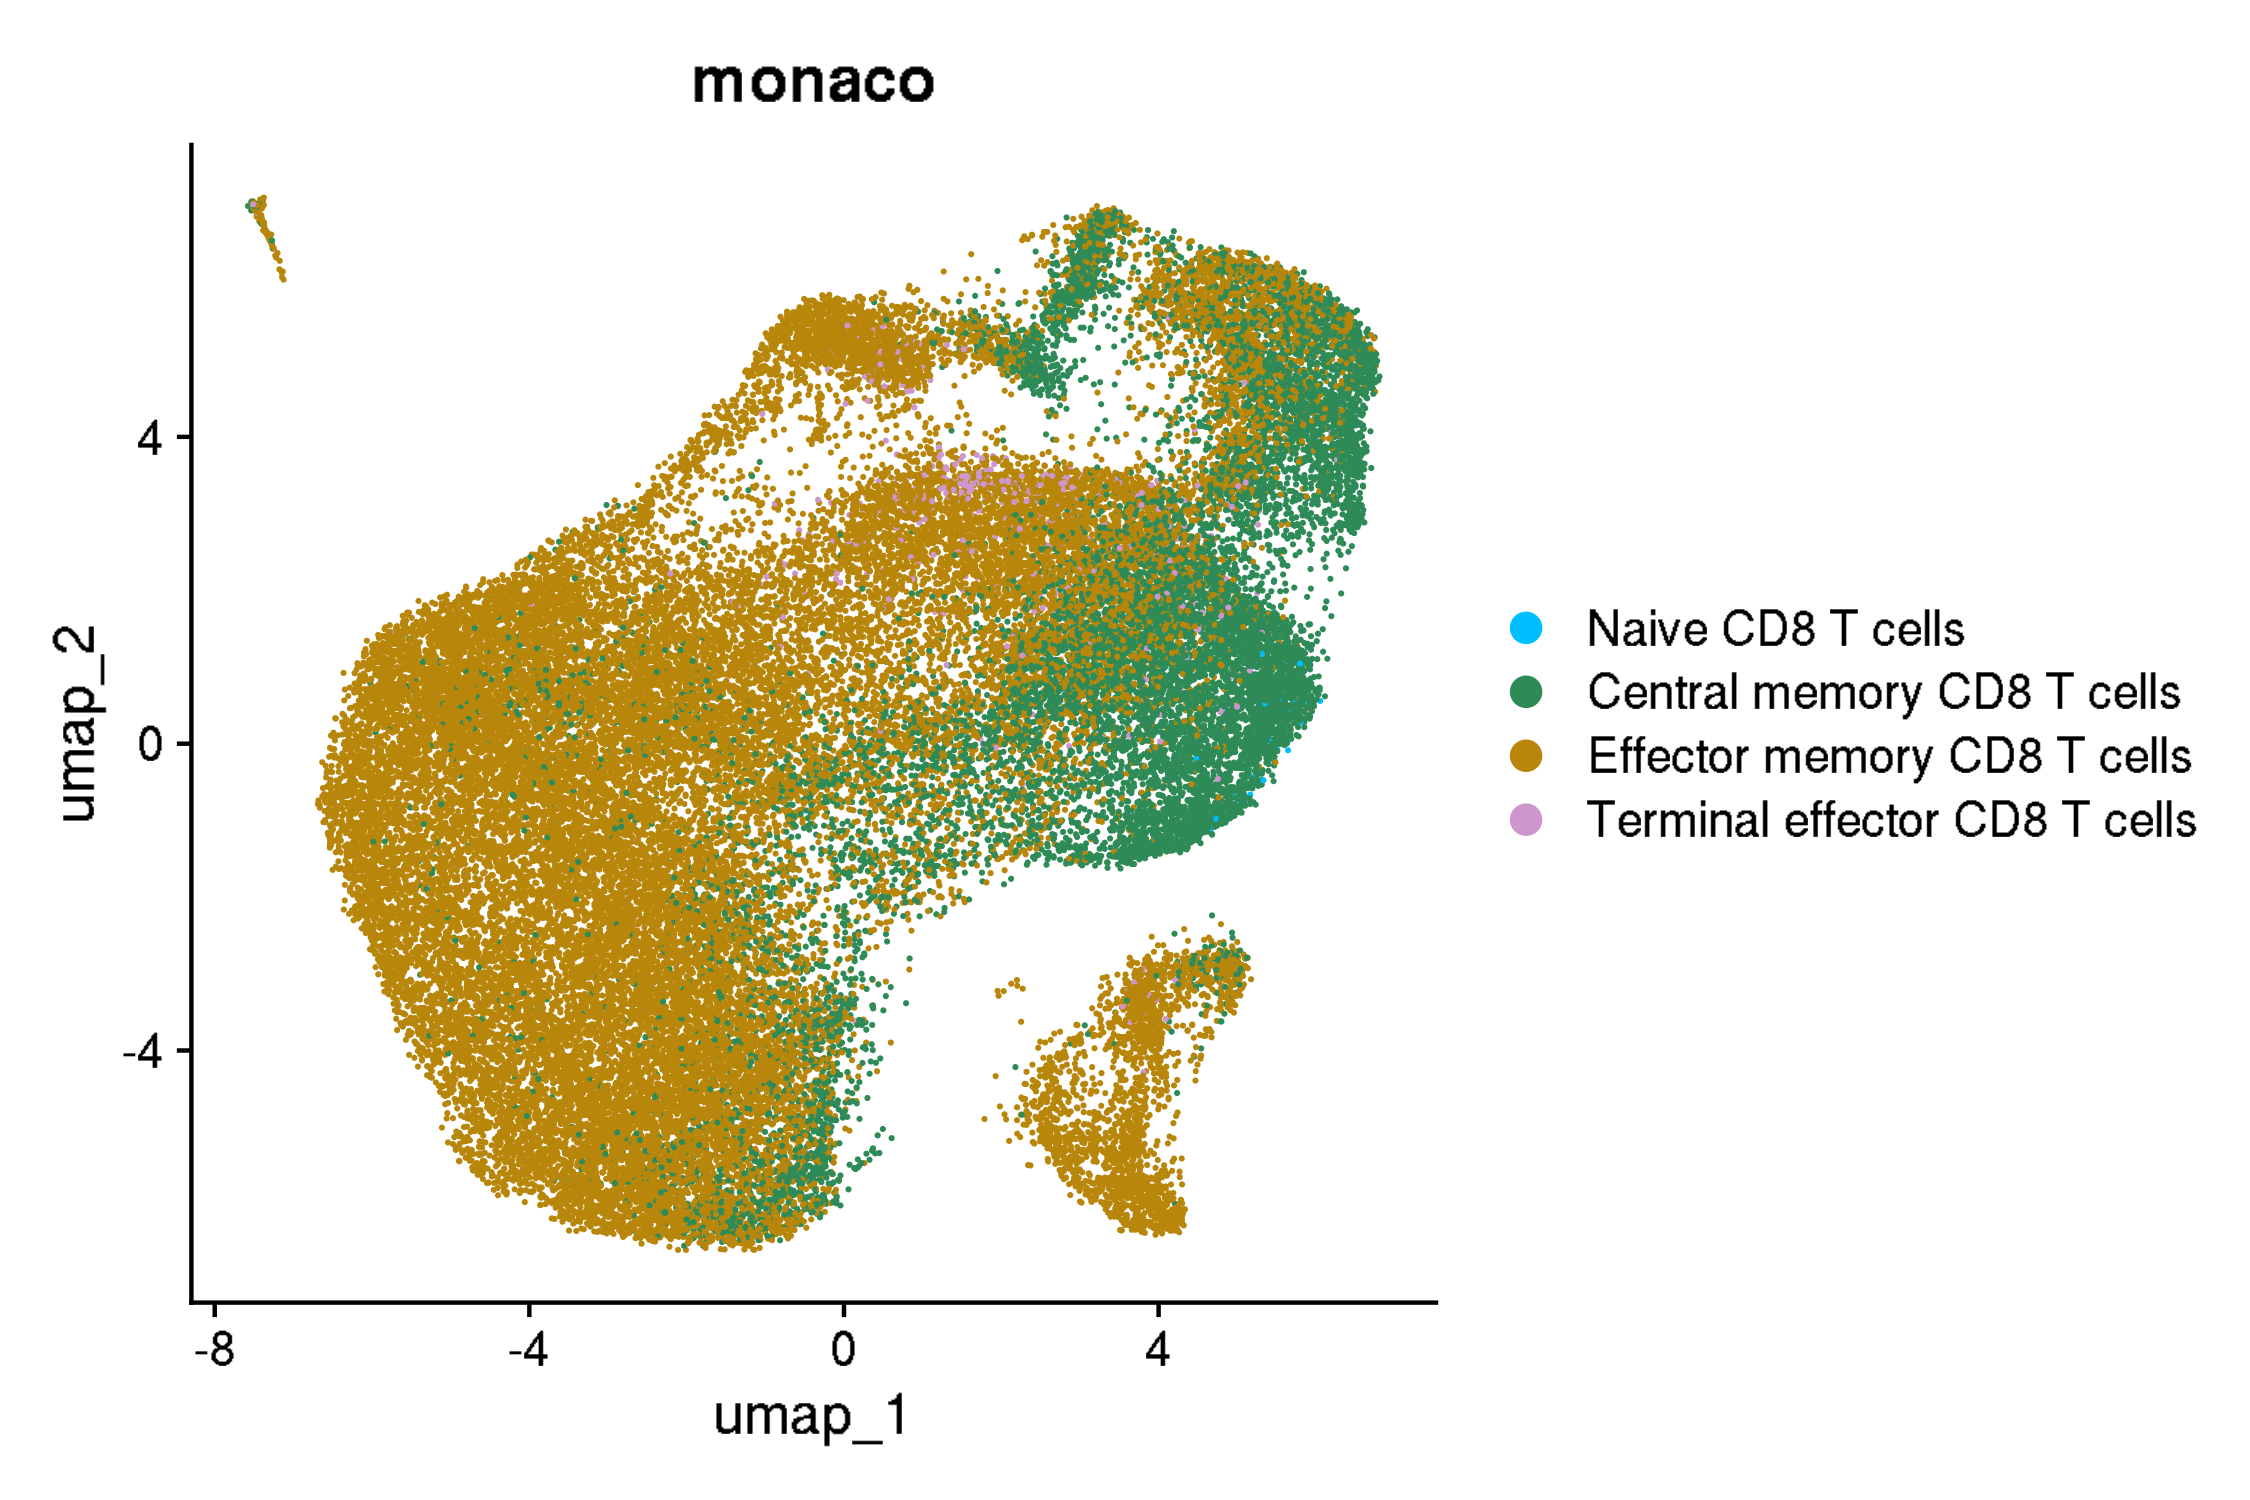 monaco
umap_2
4
0
-4
-8
-4
0
4
umap_1
Naive CD8 T cells
Central memory CD8 T cells
Effector memory CD8 T cells
Terminal effector CD8 T cells